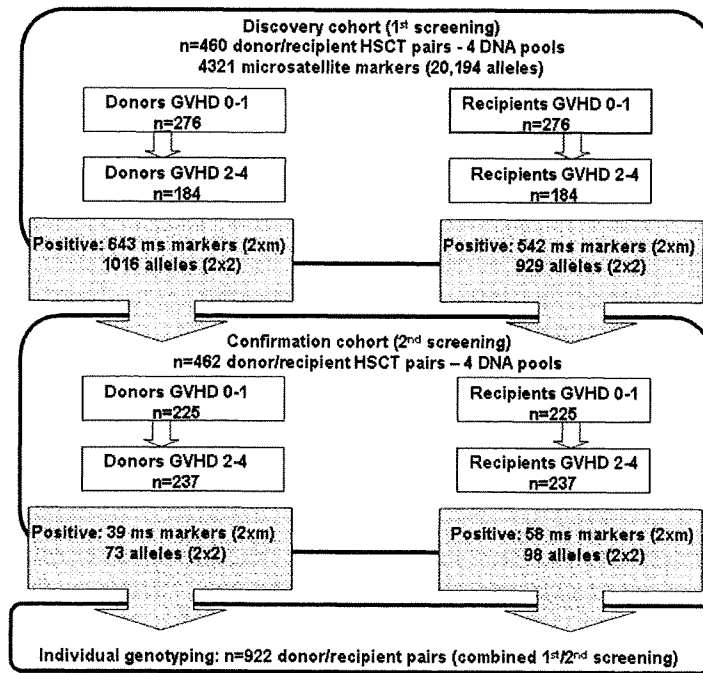 Discovery cohort (1st screening)
n=460 donor/recipient HSCT pairs - 4 DNA pools
4321 microsatellite markers (20,194 alleles)
Donors GVHD 0-1
n=276
Recipients GVHD 0-1
n=276
Donors GVHD 2-4
n=184
Recipients GVHD 2-4
n=184
Positive: 643 ms markers (2xm)
1016 alleles (2x2)
Positive: 542 ms markers (2xm)
929 alleles (2x2)
Confirmation cohort (2nd screening)
n=462 donor/recipient HSCT pairs – 4 DNA pools
Donors GVHD 0-1
n=225
Recipients GVHD 0-1
n=225
Donors GVHD 2-4
n=237
Recipients GVHD 2-4
n=237
Positive: 39 ms markers (2xm)
73 alleles (2x2)
Positive: 58 ms markers (2xm)
98 alleles (2x2)
Individual genotyping: n=922 donor/recipient pairs (combined 1st/2nd screening)